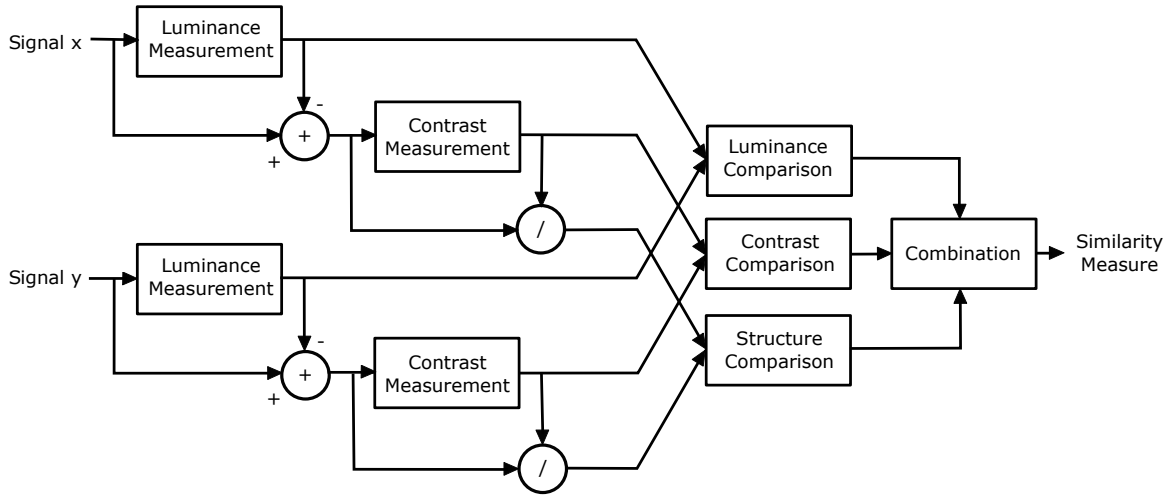 Signal x
Luminance
Measurement
-
+
+
Contrast
Measurement
/
Luminance
Comparison
Signal y
Luminance
Measurement
-
+
+
Contrast
Measurement
/
Contrast
Comparison
Structure
Comparison
Combination
Similarity
Measure